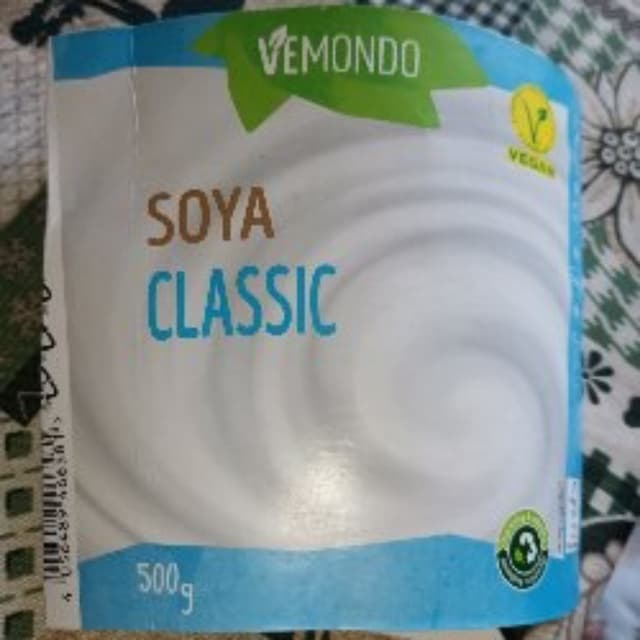 VEMONDO
VEGAN
SOYA
CLASSIC
500g